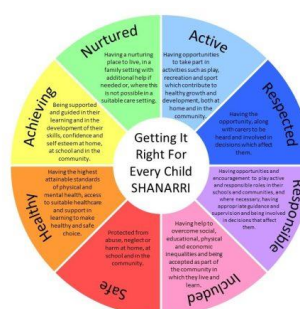 Nurtured
Having a nurturing
place to live, in a
family setting with
additional help if
needed or, where this
is not possible in a
suitable care setting.
Active
Having opportunities
to take part in
activities such as play,
recreation and sport
which contribute to
healthy growth and
development, both at
home and in the
community.
Respected
Having the
opportunity, along
with carers to be
heard and involved in
decisions which affect
them.
Responsible
Having opportunities and
encouragement to play active
and responsible roles in their
schools and communities, and
where necessary, having
appropriate guidance and
supervision and being involved
in decisions that affect
them.
Included
Having help to
overcome social,
educational, physical
and economic
inequalities and being
accepted as part of
the community in
which they live and
learn.
Safe
Protected from
abuse, neglect or
harm at home, at
school and in the
community.
Healthy
Having the highest
attainable standards
of physical and
mental health, access
to suitable healthcare
and support in
learning to make
healthy and safe
choice.
Achieving
Being supported
and guided in their
learning and in the
development of their
skills, confidence and
self esteem at home,
at school and in the
community.
Getting It
Right For
Every Child
SHANARRI